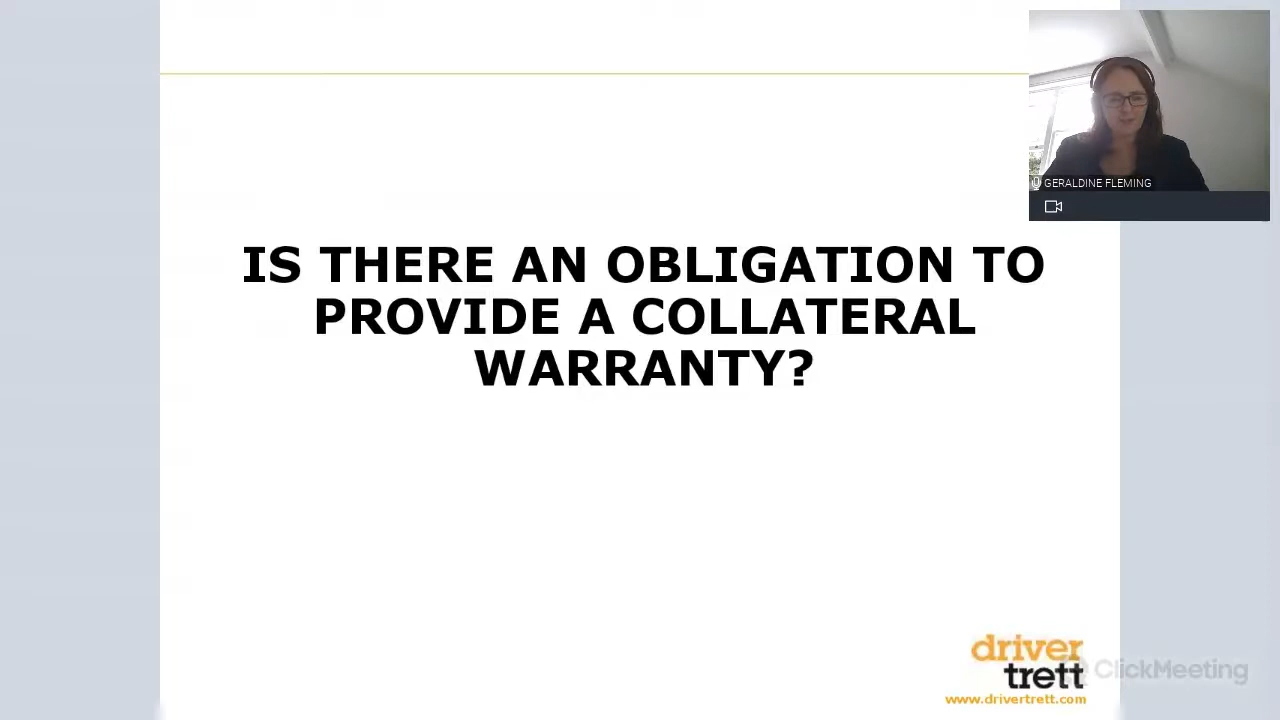 GERALDINE FLEMING
IS THERE AN OBLIGATION TO
PROVIDE A COLLATERAL
WARRANTY?
driver
trett
ClickMeeting
www.drivertrett.com